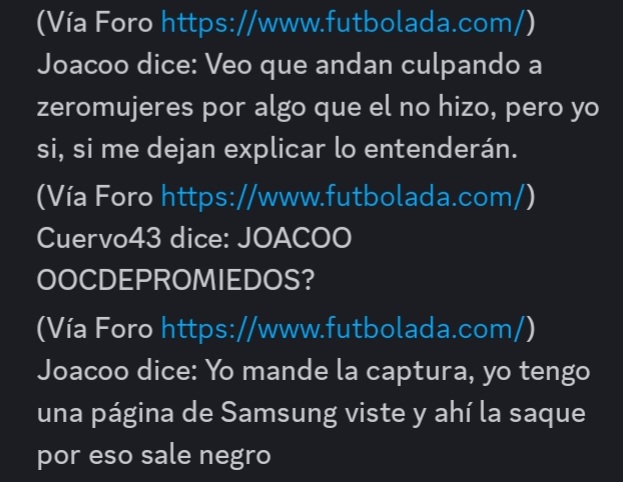 (Vía Foro https://www.futbolada.com/)
Joacoo dice: Veo que andan culpando a
zeromujeres por algo que el no hizo, pero yo
si, si me dejan explicar lo entenderán.
(Vía Foro https://www.futbolada.com/)
Cuervo43 dice: JOACOO
OOCDEPROMIEDOS?
(Vía Foro https://www.futbolada.com/)
Joacoo dice: Yo mande la captura, yo tengo
una página de Samsung viste y ahí la saque
por eso sale negro